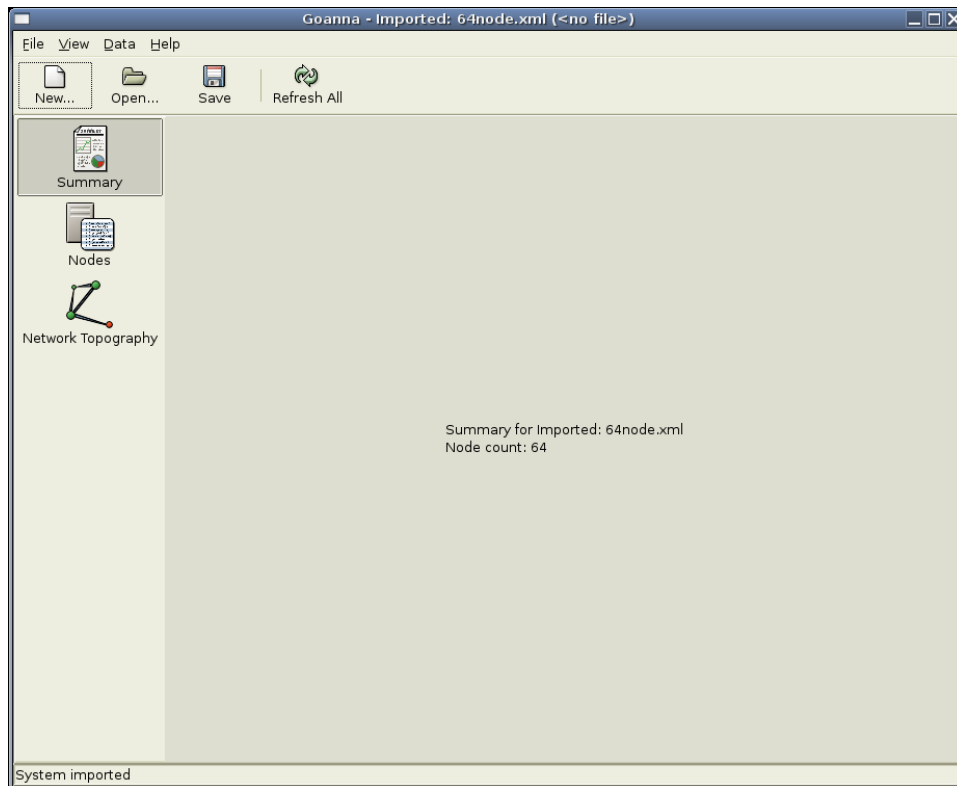 Goanna - Imported: 64node.xml (<no file>)
File View Data Help
New... Open... Save Refresh All
Summary
Nodes
Network Topography
Summary for Imported: 64node.xml
Node count: 64
System imported